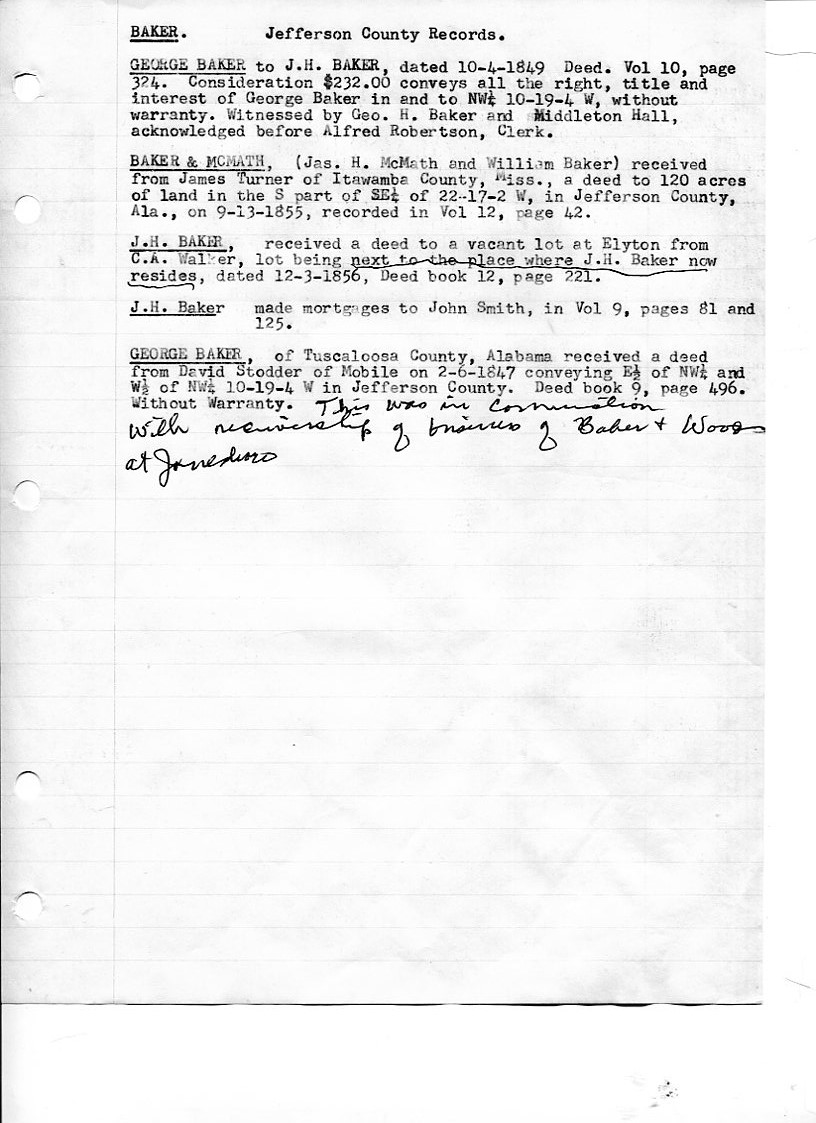 BAKER. Jefferson County Records.
GEORGE BAKER to J.H. BAKER, dated 10-4-1849 Deed. Vol 10, page
324. Consideration $232.00 conveys all the right, title and
interest of George Baker in and to NW¼ 10-19-4 W, without
warranty. Witnessed by Geo. H. Baker and Middleton Hall,
acknowledged before Alfred Robertson, Clerk.
BAKER & MCMATH, (Jas. H. McMath and William Baker) received
from James Turner of Itawamba County, Miss., a deed to 120 acres
of land in the S part of SE¼ of 22-17-2 W, in Jefferson County,
Ala., on 9-13-1855, recorded in Vol 12, page 42.
J.H. BAKER, received a deed to a vacant lot at Elyton from
C.A. Walker, lot being next to the place where J.H. Baker now
resides, dated 12-3-1856, Deed book 12, page 221.
J.H. Baker made mortgages to John Smith, in Vol 9, pages 81 and
125.
GEORGE BAKER, of Tuscaloosa County, Alabama received a deed
from David Stodder of Mobile on 2-6-1847 conveying E½ of NW¼ and
W½ of NW¼ 10-19-4 W in Jefferson County. Deed book 9, page 496.
Without Warranty. This was in
with receivership of business of Baker + Woods
at Jonesboro